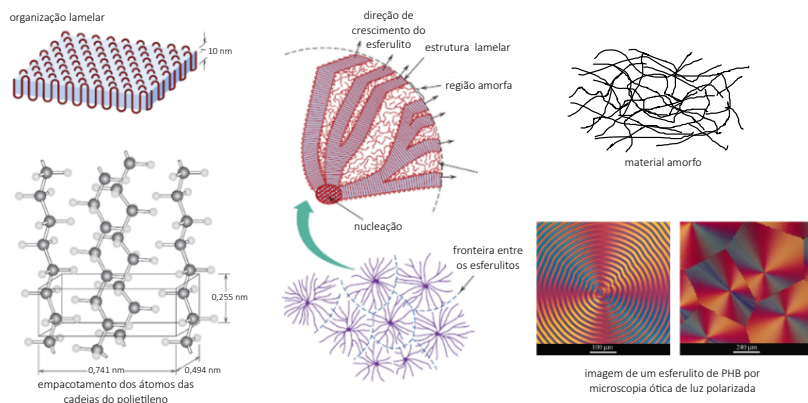 organização lamelar
~ 10 nm
0,255 nm
0,741 nm
0,494 nm
empacotamento dos átomos das
cadeias do polietileno
direção de
crescimento do
esferulito
estrutura lamelar
região amorfa
nucleação
fronteira entre
os esferulitos
material amorfo
100 μm
240 μm
imagem de um esferulito de PHB por
microscopia ótica de luz polarizada